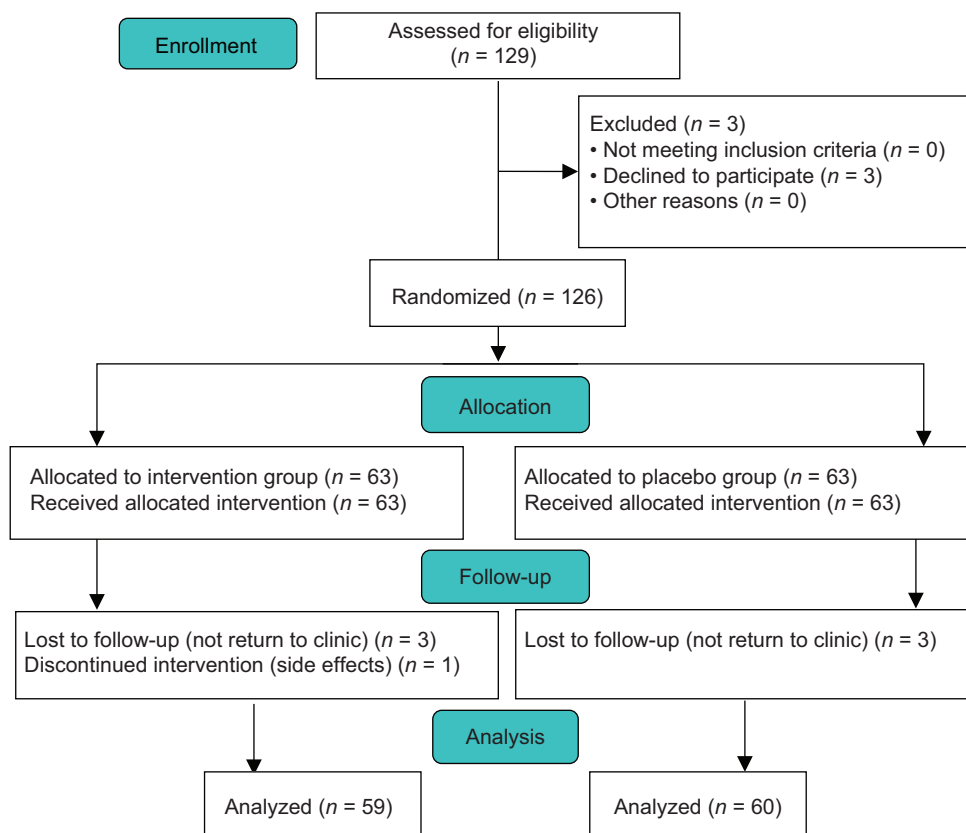 Enrollment
Assessed for eligibility
(n = 129)
Excluded (n = 3)
• Not meeting inclusion criteria (n = 0)
• Declined to participate (n = 3)
• Other reasons (n = 0)
Randomized (n = 126)
Allocation
Allocated to intervention group (n = 63)
Received allocated intervention (n = 63)
Allocated to placebo group (n = 63)
Received allocated intervention (n = 63)
Follow-up
Lost to follow-up (not return to clinic) (n = 3)
Discontinued intervention (side effects) (n = 1)
Lost to follow-up (not return to clinic) (n = 3)
Analysis
Analyzed (n = 59)
Analyzed (n = 60)